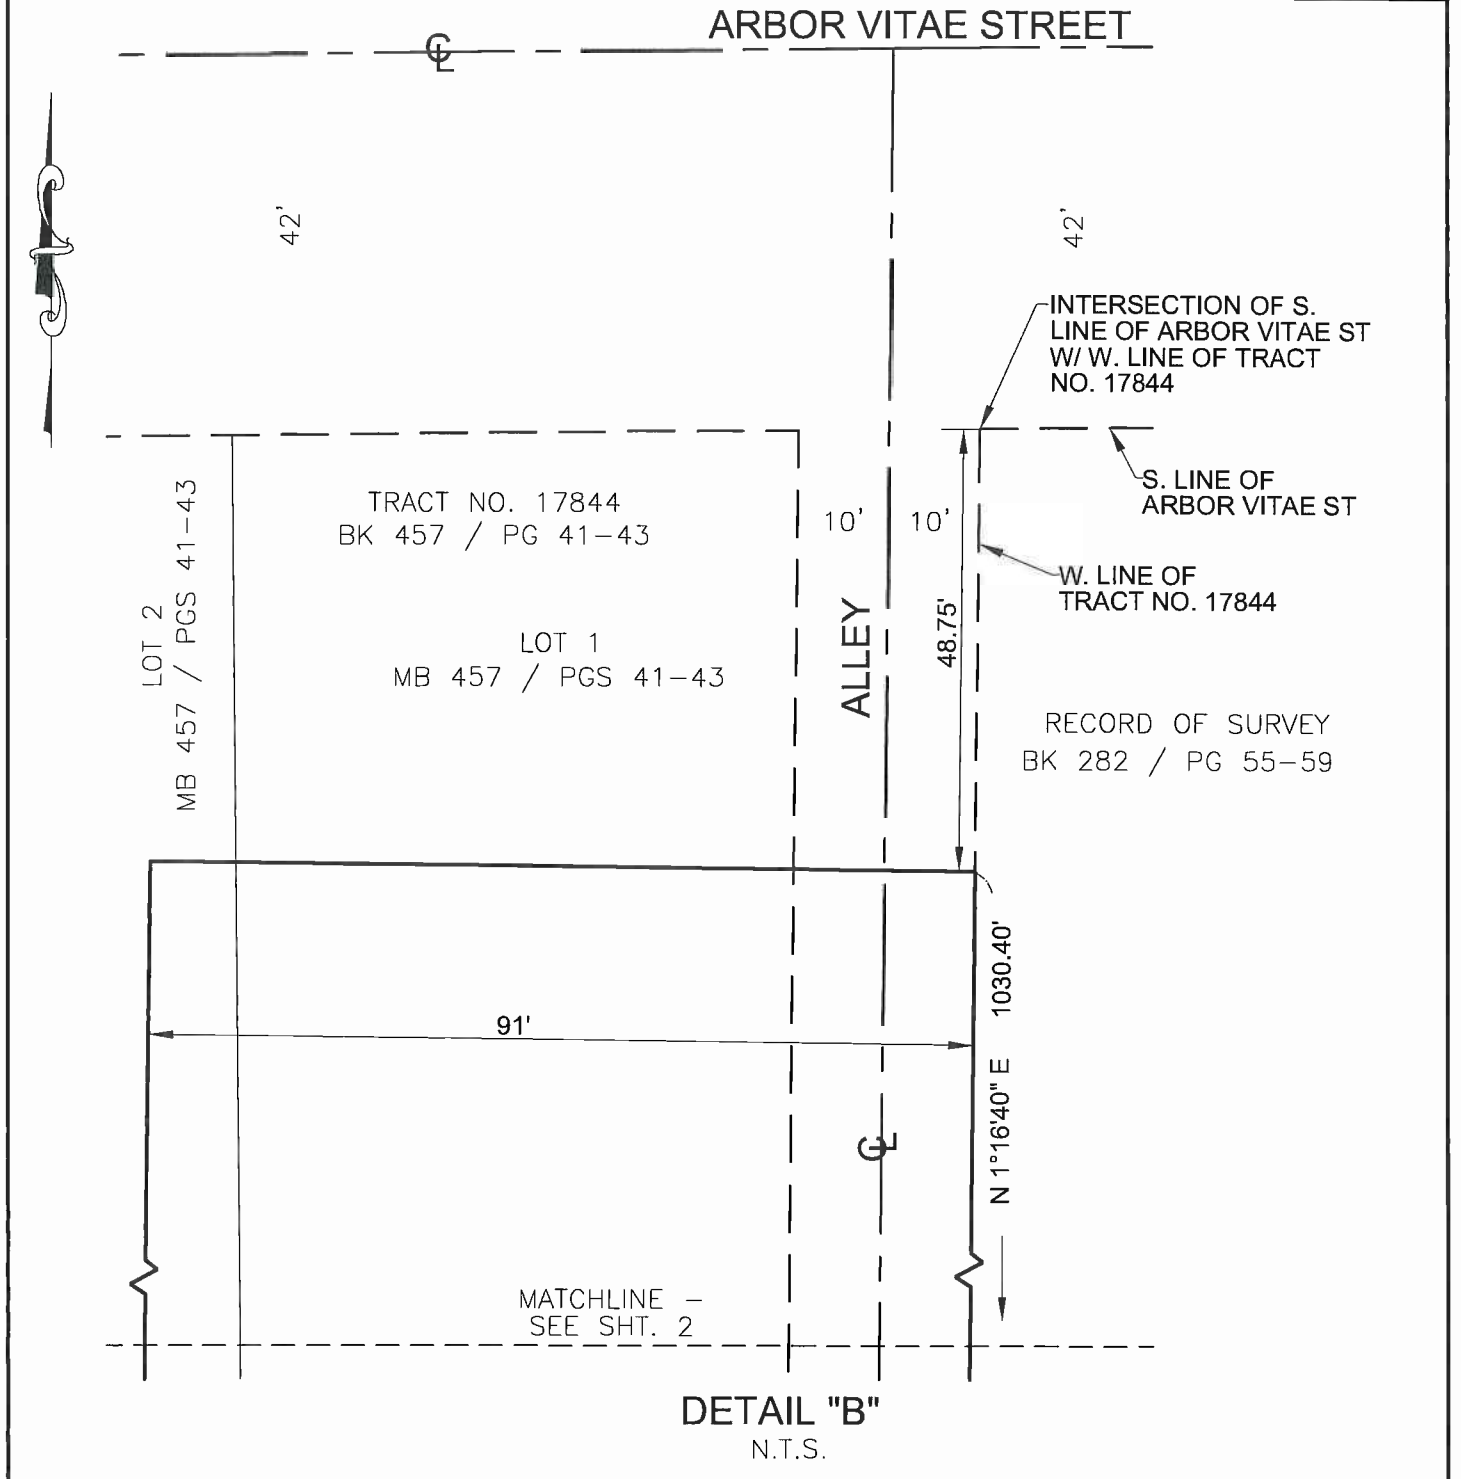 ARBOR VITAE STREET
CL
42'
42'
INTERSECTION OF S.
LINE OF ARBOR VITAE ST
W/ W. LINE OF TRACT
NO. 17844
S. LINE OF
ARBOR VITAE ST
TRACT NO. 17844
BK 457 / PG 41-43
10'
10'
W. LINE OF
TRACT NO. 17844
LOT 2
MB 457 / PGS 41-43
LOT 1
MB 457 / PGS 41-43
ALLEY
48.75'
RECORD OF SURVEY
BK 282 / PG 55-59
91'
N 1°16'40" E 1030.40'
CL
MATCHLINE -
SEE SHT. 2
DETAIL "B"
N.T.S.